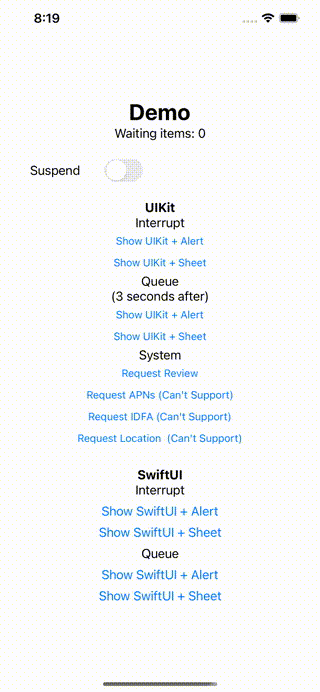 8:19
Demo
Waiting items: 0
Suspend
UIKit
Interrupt
Show UIKit + Alert
Show UIKit + Sheet
Queue
(3 seconds after)
Show UIKit + Alert
Show UIKit + Sheet
System
Request Review
Request APNs (Can't Support)
Request IDFA (Can't Support)
Request Location  (Can't Support)
SwiftUI
Interrupt
Show SwiftUI + Alert
Show SwiftUI + Sheet
Queue
Show SwiftUI + Alert
Show SwiftUI + Sheet